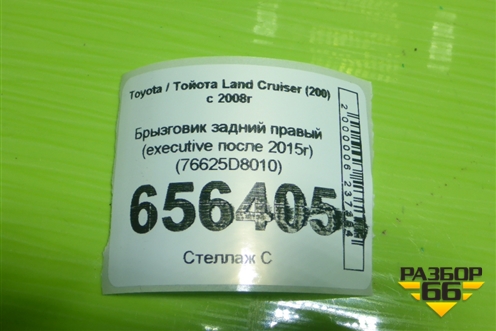 Toyota / Тойота Land Cruiser (200)
с 2008г
Брызговик задний правый
(executive после 2015г)
(76625D8010)
656405
Стеллаж С
РАЗБОР
66